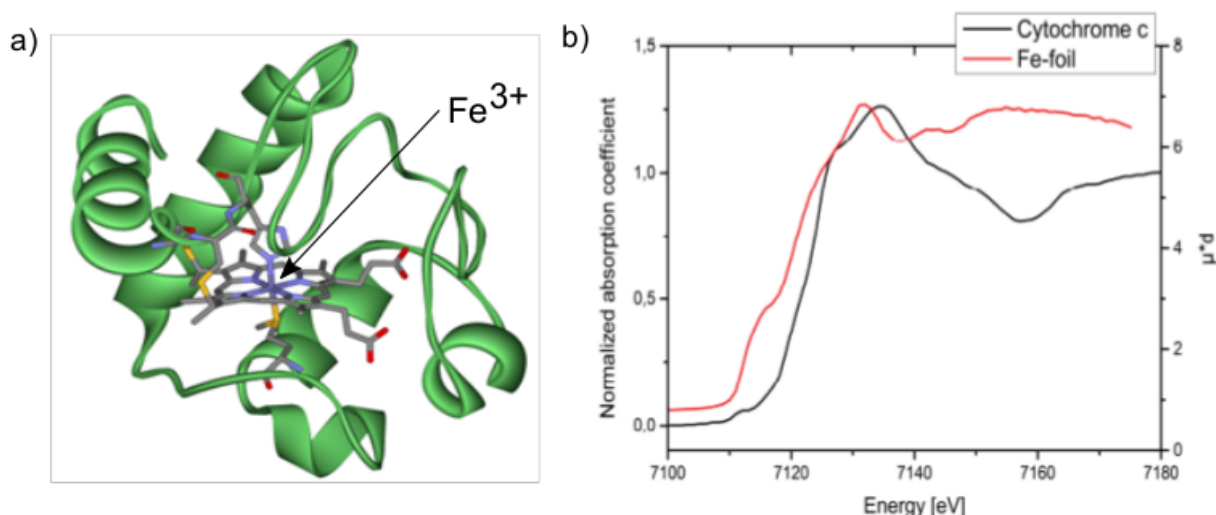 a)
Fe3+
b)
Cytochrome c
Fe-foil
1,5
1,0
0,5
0,0
Normalized absorption coefficient
8
6
4
2
0
μ*d
7100
7120
7140
7160
7180
Energy [eV]